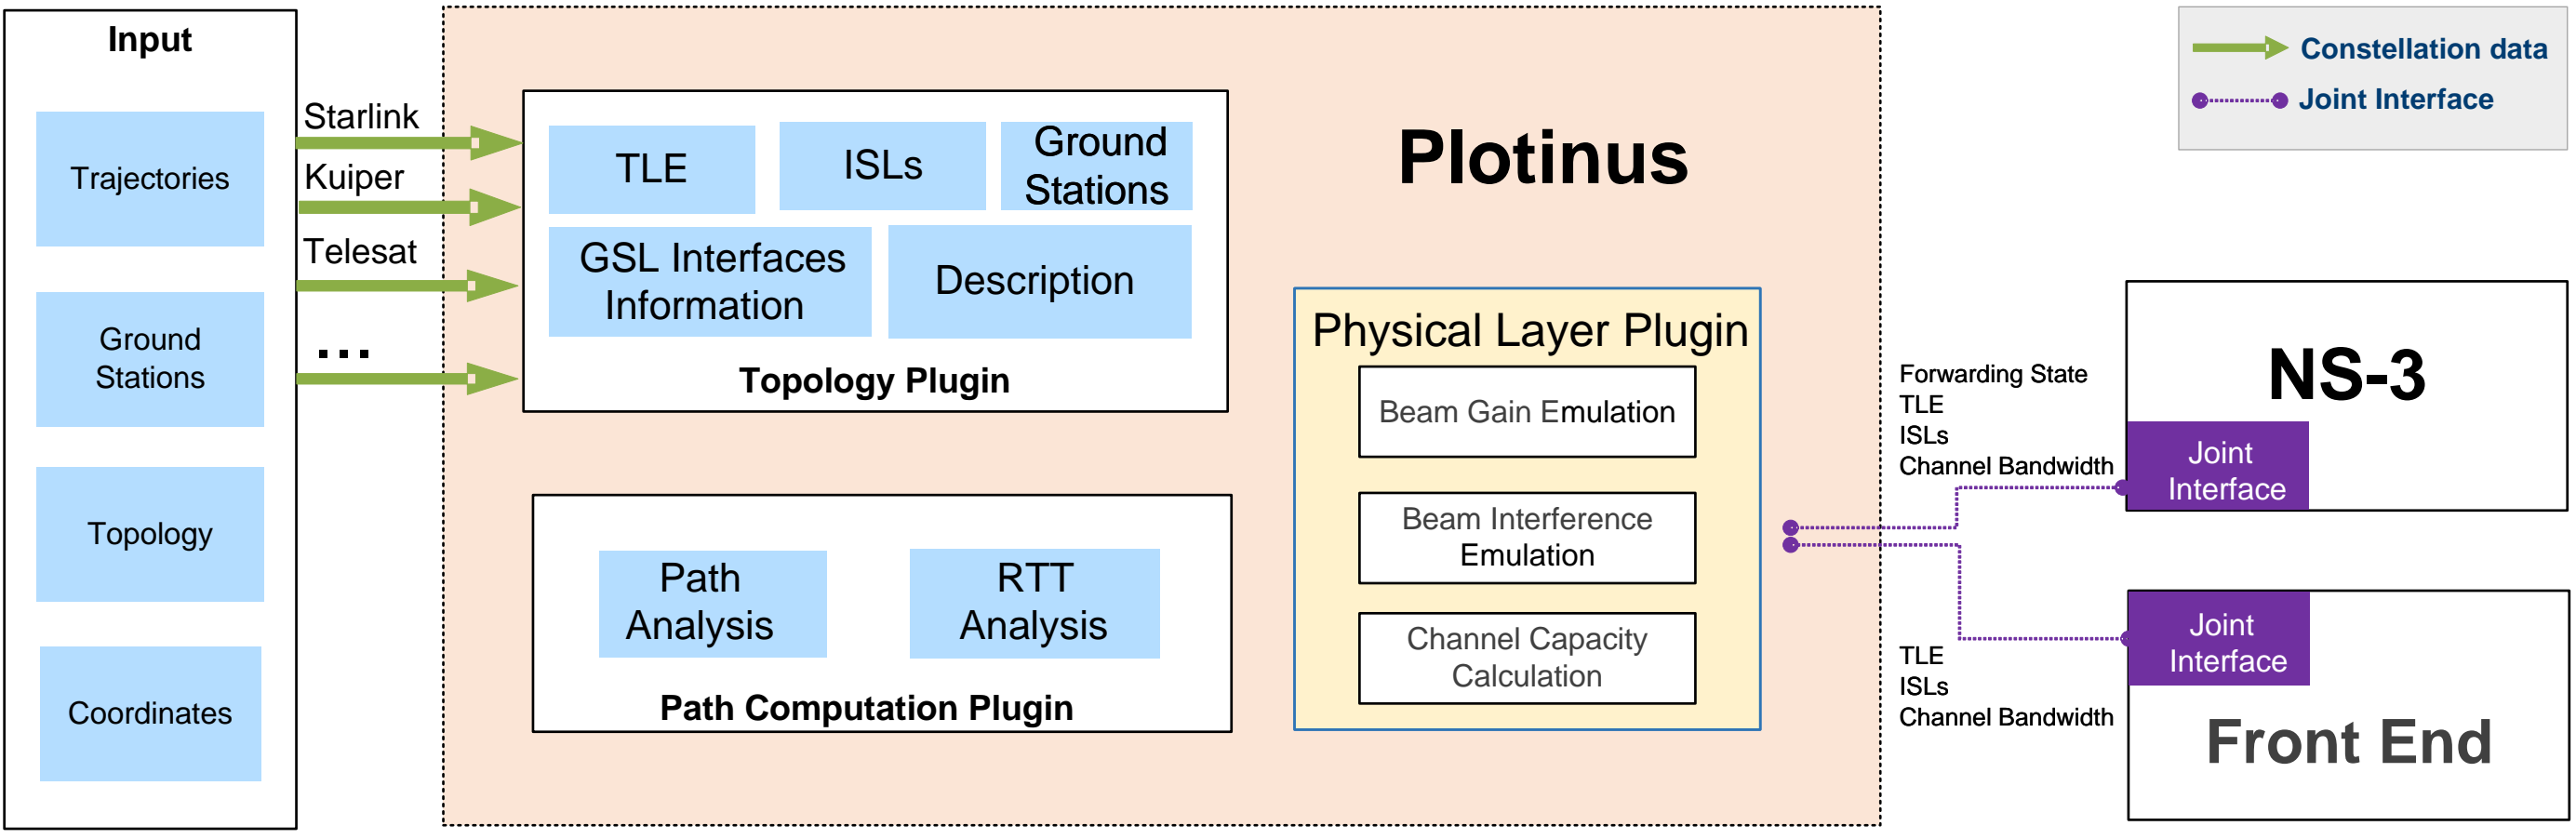 Input
Trajectories
Ground
Stations
Topology
Coordinates
Starlink
Kuiper
Telesat
...
TLE
ISLs
Ground
Stations
GSL Interfaces
Information
Description
Topology Plugin
Path
Analysis
RTT
Analysis
Path Computation Plugin
Plotinus
Physical Layer Plugin
Beam Gain Emulation
Beam Interference
Emulation
Channel Capacity
Calculation
Constellation data
Joint Interface
Forwarding State
TLE
ISLs
Channel Bandwidth
NS-3
Joint
Interface
TLE
ISLs
Channel Bandwidth
Joint
Interface
Front End